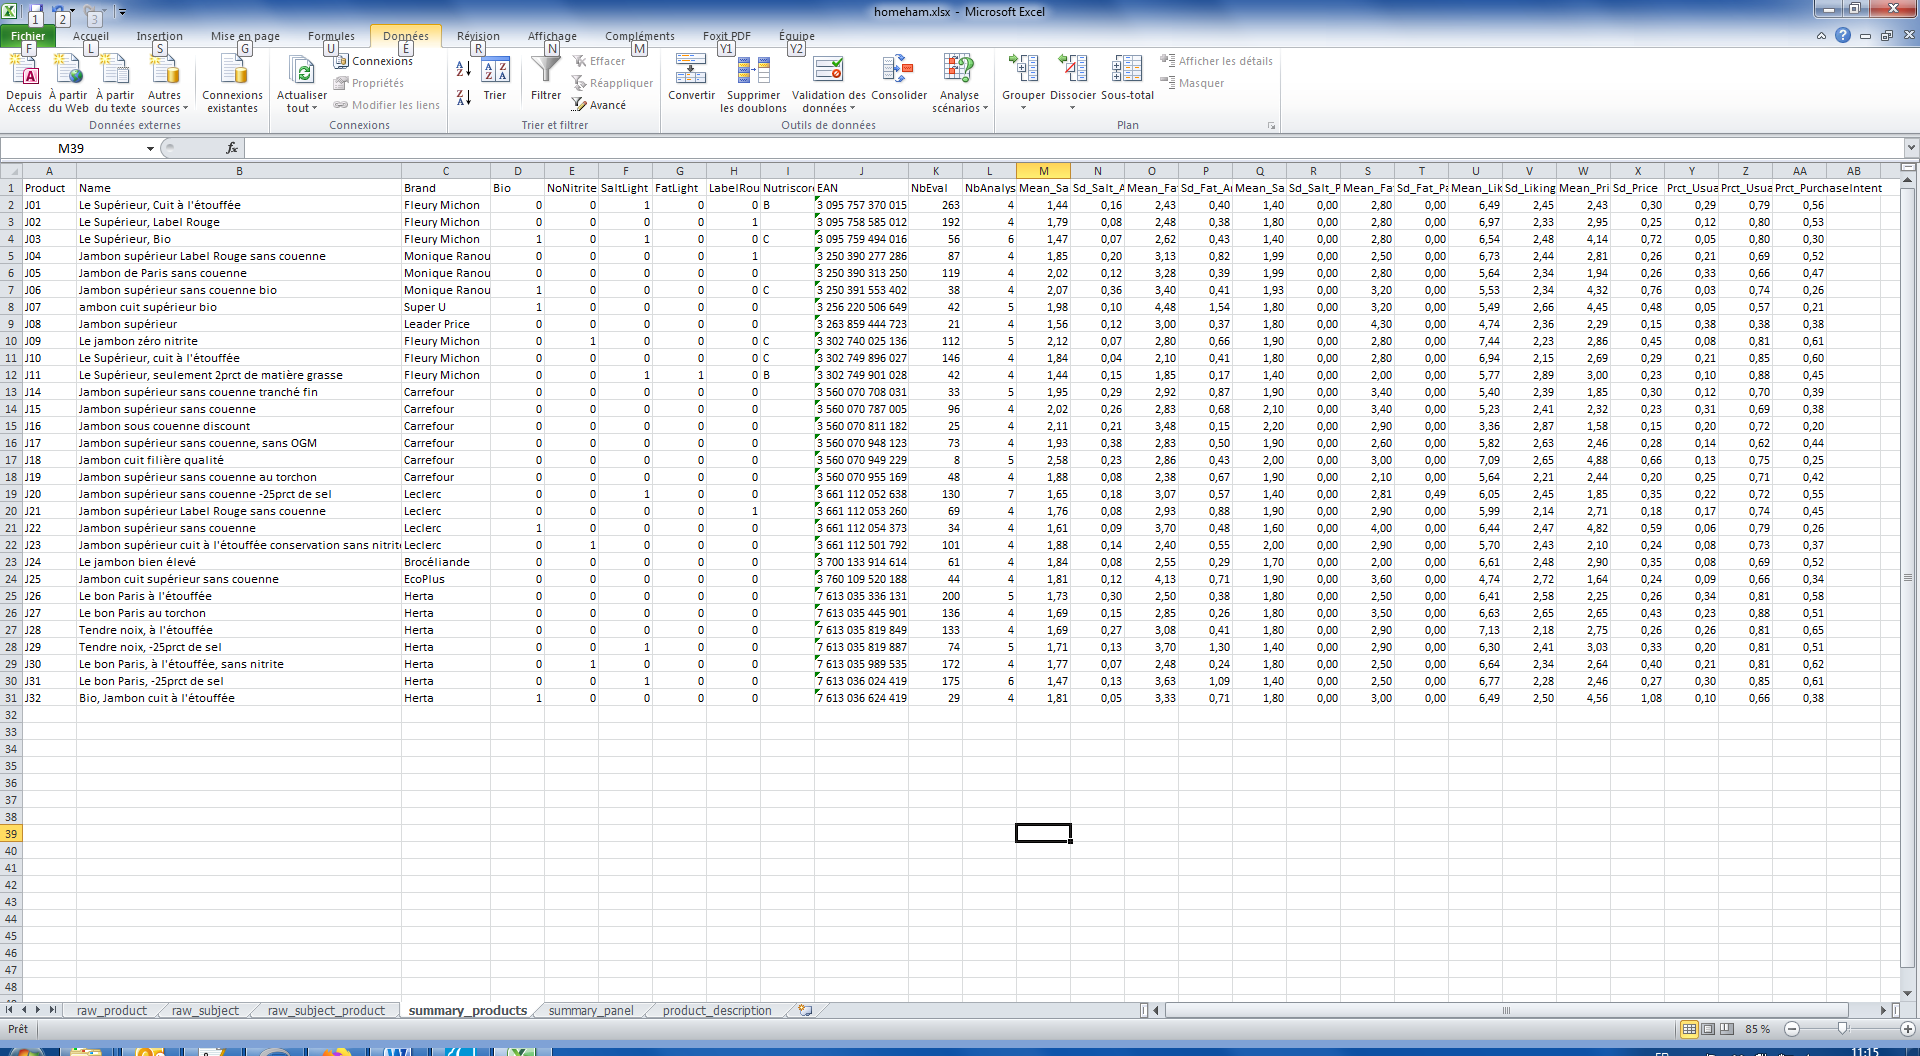 homeham.xlsx - Microsoft Excel
1 2 3
Fichier Accueil Insertion Mise en page Formules Données Révision Affichage Compléments Foxit PDF Équipe
F L S G U É R N M Y1 Y2
Depuis Access
À partir du Web
À partir du texte
Autres sources
Connexions existantes
Actualiser tout
Connexions
Propriétés
Modifier les liens
Trier
Filtrer
Effacer
Réappliquer
Avancé
Convertir
Supprimer les doublons
Validation des données
Consolider
Analyse scénarios
Grouper
Dissocier
Sous-total
Afficher les détails
Masquer
Données externes Connexions Trier et filtrer Outils de données Plan
M39 fx
A B C D E F G H I J K L M N O P Q R S T U V W X Y Z AA AB
1 Product Name Brand Bio NoNitrite SaltLight FatLight LabelRou Nutriscore EAN NbEval NbAnalys Mean_Sa Sd_Salt_A Mean_Fat Sd_Fat_An Mean_Sa Sd_Salt_P Mean_Fat Sd_Fat_Pa Mean_Lik Sd_Liking Mean_Pri Sd_Price Prct_Usua Prct_Usua Prct_PurchaseIntent
2 J01 Le Supérieur, Cuit à l'étouffée Fleury Michon 0 0 1 0 0 B 3 095 757 370 015 263 4 1,44 0,16 2,43 0,40 1,40 0,00 2,80 0,00 6,49 2,45 2,43 0,30 0,29 0,79 0,56
3 J02 Le Supérieur, Label Rouge Fleury Michon 0 0 0 0 1 3 095 758 585 012 192 4 1,79 0,08 2,48 0,38 1,80 0,00 2,80 0,00 6,97 2,33 2,95 0,25 0,12 0,80 0,53
4 J03 Le Supérieur, Bio Fleury Michon 1 0 1 0 0 C 3 095 759 494 016 56 6 1,47 0,07 2,62 0,43 1,40 0,00 2,80 0,00 6,54 2,48 4,14 0,72 0,05 0,80 0,30
5 J04 Jambon supérieur Label Rouge sans couenne Monique Ranou 0 0 0 0 1 3 250 390 277 286 87 4 1,85 0,20 3,13 0,82 1,99 0,00 2,50 0,00 6,73 2,44 2,81 0,26 0,21 0,69 0,52
6 J05 Jambon de Paris sans couenne Monique Ranou 0 0 0 0 0 3 250 390 313 250 119 4 2,02 0,12 3,28 0,39 1,99 0,00 2,80 0,00 5,64 2,34 1,94 0,26 0,33 0,66 0,47
7 J06 Jambon supérieur sans couenne bio Monique Ranou 1 0 0 0 0 C 3 250 391 553 402 38 4 2,07 0,36 3,40 0,41 1,93 0,00 3,20 0,00 5,53 2,34 4,32 0,76 0,03 0,74 0,26
8 J07 ambon cuit supérieur bio Super U 1 0 0 0 0 3 256 220 506 649 42 5 1,98 0,10 4,48 1,54 1,80 0,00 3,20 0,00 5,49 2,66 4,45 0,48 0,05 0,57 0,21
9 J08 Jambon supérieur Leader Price 0 0 0 0 0 3 263 859 444 723 21 4 1,56 0,12 3,00 0,37 1,80 0,00 4,30 0,00 4,74 2,36 2,29 0,15 0,38 0,38 0,38
10 J09 Le jambon zéro nitrite Fleury Michon 0 1 0 0 0 C 3 302 740 025 136 112 5 2,12 0,07 2,80 0,66 1,90 0,00 2,80 0,00 7,44 2,23 2,86 0,45 0,08 0,81 0,61
11 J10 Le Supérieur, cuit à l'étouffée Fleury Michon 0 0 0 0 0 C 3 302 749 896 027 146 4 1,84 0,04 2,10 0,41 1,80 0,00 2,80 0,00 6,94 2,15 2,69 0,29 0,21 0,85 0,60
12 J11 Le Supérieur, seulement 2prct de matière grasse Fleury Michon 0 0 1 1 0 B 3 302 749 901 028 42 4 1,44 0,15 1,85 0,17 1,40 0,00 2,00 0,00 5,77 2,89 3,00 0,23 0,10 0,88 0,45
13 J14 Jambon supérieur sans couenne tranché fin Carrefour 0 0 0 0 0 3 560 070 708 031 33 5 1,95 0,29 2,92 0,87 1,90 0,00 3,40 0,00 5,40 2,39 1,85 0,30 0,12 0,70 0,39
14 J15 Jambon supérieur sans couenne Carrefour 0 0 0 0 0 3 560 070 787 005 96 4 2,02 0,26 2,83 0,68 2,10 0,00 3,40 0,00 5,23 2,41 2,32 0,23 0,31 0,69 0,38
15 J16 Jambon sous couenne discount Carrefour 0 0 0 0 0 3 560 070 811 182 25 4 2,11 0,21 3,48 0,15 2,20 0,00 2,90 0,00 3,36 2,87 1,58 0,15 0,20 0,72 0,20
16 J17 Jambon supérieur sans couenne, sans OGM Carrefour 0 0 0 0 0 3 560 070 948 123 73 4 1,93 0,38 2,83 0,50 1,90 0,00 2,60 0,00 5,82 2,63 2,46 0,28 0,14 0,62 0,44
17 J18 Jambon cuit filière qualité Carrefour 0 0 0 0 0 3 560 070 949 229 8 5 2,58 0,23 2,86 0,43 2,00 0,00 3,00 0,00 7,09 2,65 4,88 0,66 0,13 0,75 0,25
18 J19 Jambon supérieur sans couenne au torchon Carrefour 0 0 0 0 0 3 560 070 955 169 48 4 1,88 0,08 2,38 0,67 1,90 0,00 2,10 0,00 5,64 2,21 2,44 0,20 0,25 0,71 0,42
19 J20 Jambon supérieur sans couenne -25prct de sel Leclerc 0 0 1 0 0 3 661 112 052 638 130 7 1,65 0,18 3,07 0,57 1,40 0,00 2,81 0,49 6,05 2,45 1,85 0,35 0,22 0,72 0,55
20 J21 Jambon supérieur Label Rouge sans couenne Leclerc 0 0 0 0 1 3 661 112 053 260 69 4 1,76 0,08 2,93 0,88 1,90 0,00 2,90 0,00 5,99 2,14 2,71 0,18 0,17 0,74 0,45
21 J22 Jambon supérieur sans couenne Leclerc 1 0 0 0 0 3 661 112 054 373 34 4 1,61 0,09 3,70 0,48 1,60 0,00 4,00 0,00 6,44 2,47 4,82 0,59 0,06 0,79 0,26
22 J23 Jambon supérieur cuit à l'étouffée conservation sans nitrite Leclerc 0 1 0 0 0 3 661 112 501 792 101 4 1,88 0,14 2,40 0,55 2,00 0,00 2,90 0,00 5,70 2,43 2,10 0,24 0,08 0,73 0,37
23 J24 Le jambon bien élevé Brocéliande 0 0 0 0 0 3 700 133 914 614 61 4 1,84 0,08 2,55 0,29 1,70 0,00 2,00 0,00 6,61 2,48 2,90 0,35 0,08 0,69 0,52
24 J25 Jambon cuit supérieur sans couenne EcoPlus 0 0 0 0 0 3 760 109 520 188 44 4 1,81 0,12 4,13 0,71 1,90 0,00 3,60 0,00 4,74 2,72 1,64 0,24 0,09 0,66 0,34
25 J26 Le bon Paris à l'étouffée Herta 0 0 0 0 0 7 613 035 336 131 200 5 1,73 0,30 2,50 0,38 1,80 0,00 2,50 0,00 6,41 2,58 2,25 0,26 0,34 0,81 0,58
26 J27 Le bon Paris au torchon Herta 0 0 0 0 0 7 613 035 445 901 136 4 1,69 0,15 2,85 0,26 1,80 0,00 3,50 0,00 6,63 2,65 2,65 0,43 0,23 0,88 0,51
27 J28 Tendre noix, à l'étouffée Herta 0 0 0 0 0 7 613 035 819 849 133 4 1,69 0,27 3,08 0,41 1,80 0,00 2,90 0,00 7,13 2,18 2,75 0,26 0,26 0,81 0,65
28 J29 Tendre noix, -25prct de sel Herta 0 0 1 0 0 7 613 035 819 887 74 5 1,71 0,13 3,70 1,30 1,40 0,00 2,90 0,00 6,30 2,41 3,03 0,33 0,20 0,81 0,51
29 J30 Le bon Paris, à l'étouffée, sans nitrite Herta 0 1 0 0 0 7 613 035 989 535 172 4 1,77 0,07 2,48 0,24 1,80 0,00 2,50 0,00 6,64 2,34 2,64 0,40 0,21 0,81 0,62
30 J31 Le bon Paris, -25prct de sel Herta 0 0 1 0 0 7 613 036 024 419 175 6 1,47 0,13 3,63 1,09 1,40 0,00 2,50 0,00 6,77 2,28 2,46 0,27 0,30 0,85 0,61
31 J32 Bio, Jambon cuit à l'étouffée Herta 1 0 0 0 0 7 613 036 624 419 29 4 1,81 0,05 3,33 0,71 1,80 0,00 3,00 0,00 6,49 2,50 4,56 1,08 0,10 0,66 0,38
32
33
34
35
36
37
38
39
40
41
42
43
44
45
46
47
48
raw_product raw_subject raw_subject_product summary_products summary_panel product_description
Prêt 85 %
11:15